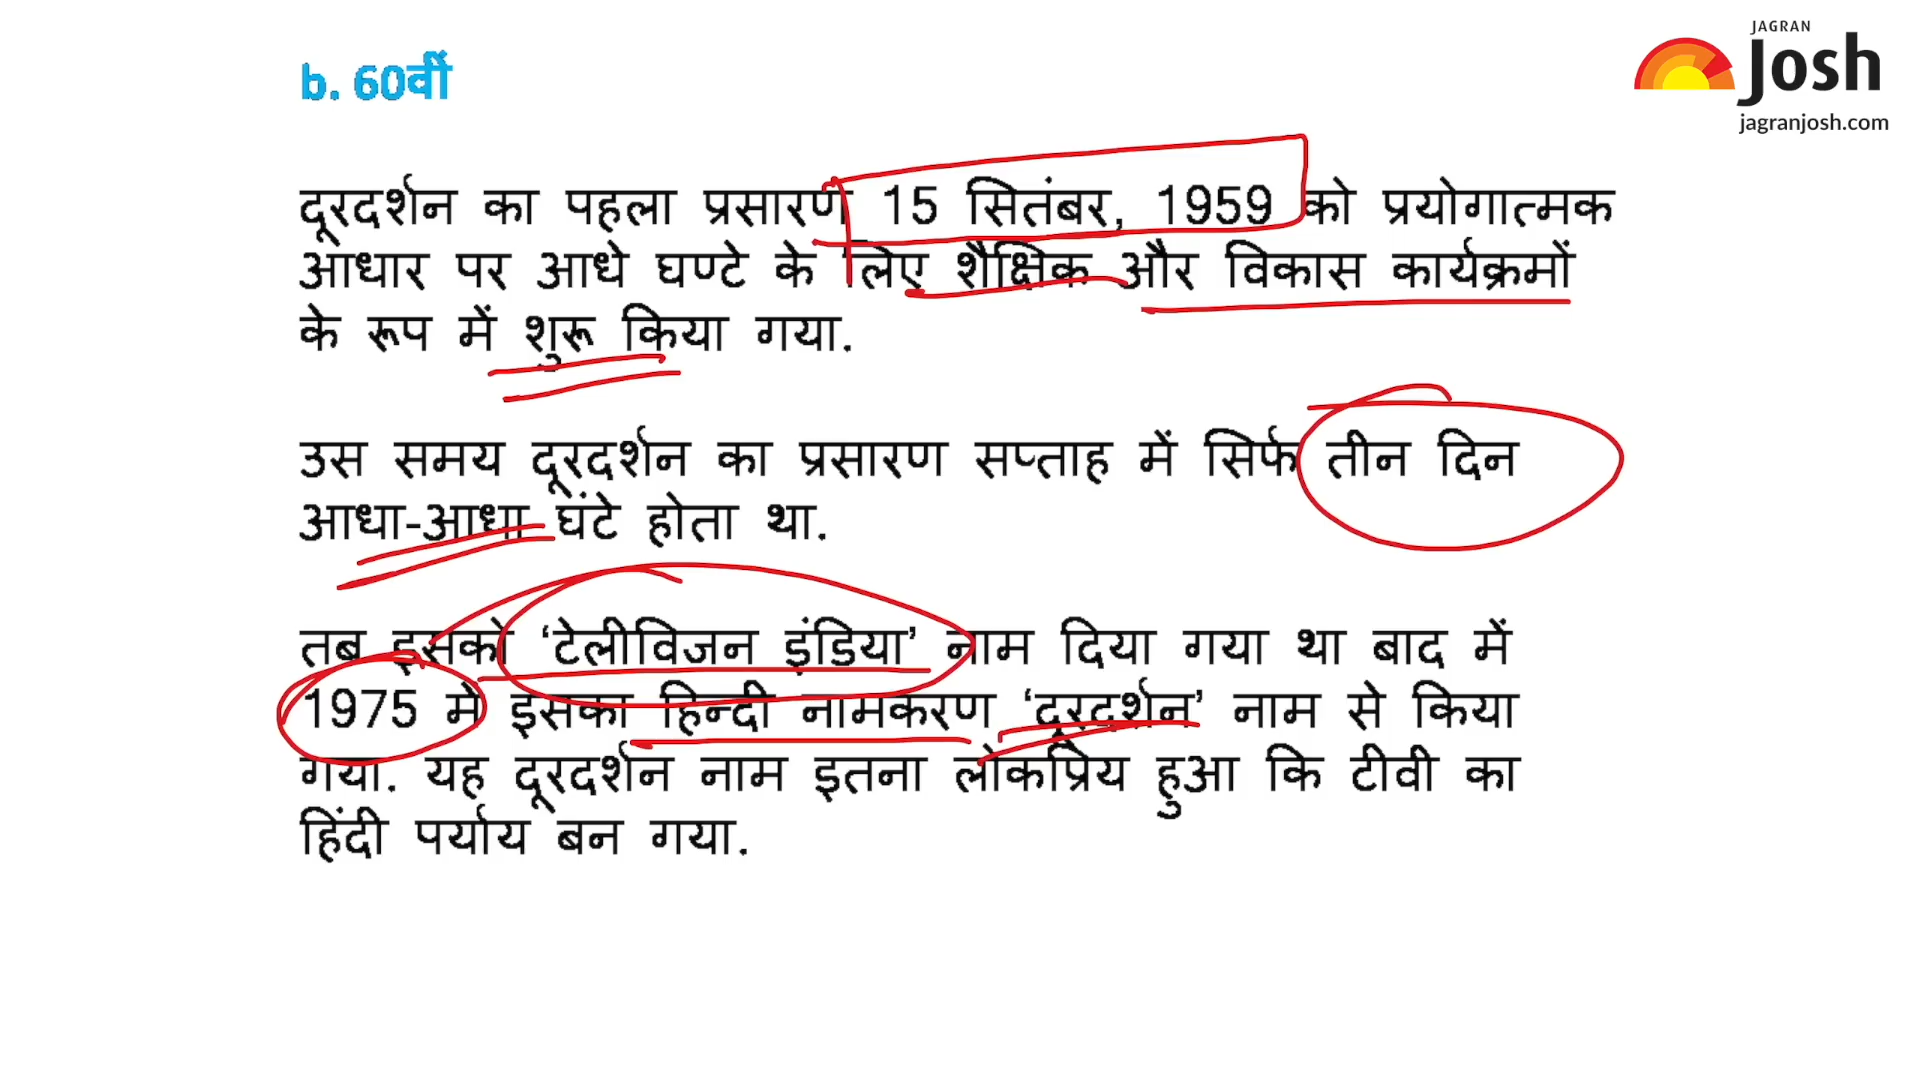 JAGRAN
Josh
jagranjosh.com
b. 60वीं
दूरदर्शन का पहला प्रसारण 15 सितंबर, 1959 को प्रयोगात्मक
आधार पर आधे घण्टे के लिए शैक्षिक और विकास कार्यक्रमों
के रूप में शुरू किया गया.
उस समय दूरदर्शन का प्रसारण सप्ताह में सिर्फ तीन दिन
आधा-आधा घंटे होता था.
तब इसको ‘टेलीविजन इंडिया’ नाम दिया गया था बाद में
1975 में इसका हिन्दी नामकरण ‘दूरदर्शन’ नाम से किया
गया. यह दूरदर्शन नाम इतना लोकप्रिय हुआ कि टीवी का
हिंदी पर्याय बन गया.